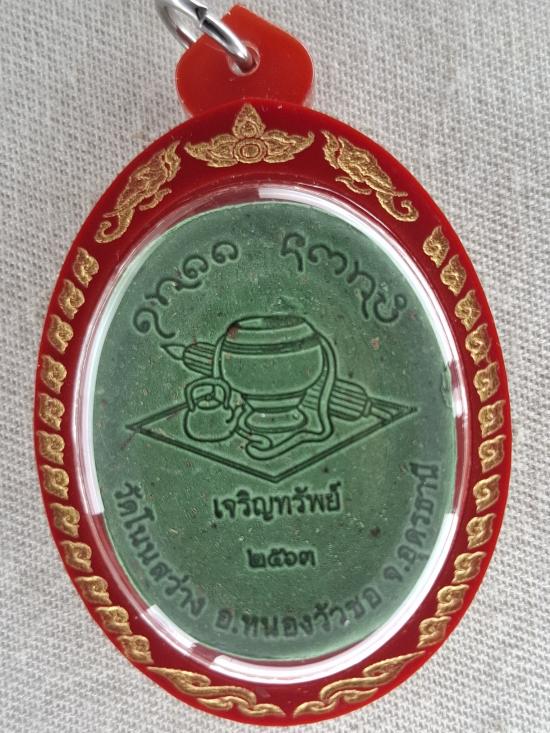 เจริญทรัพย์
๒๕๖๓
วัดโนนสว่าง อ.หนองวัวซอ จ.อุดรธานี